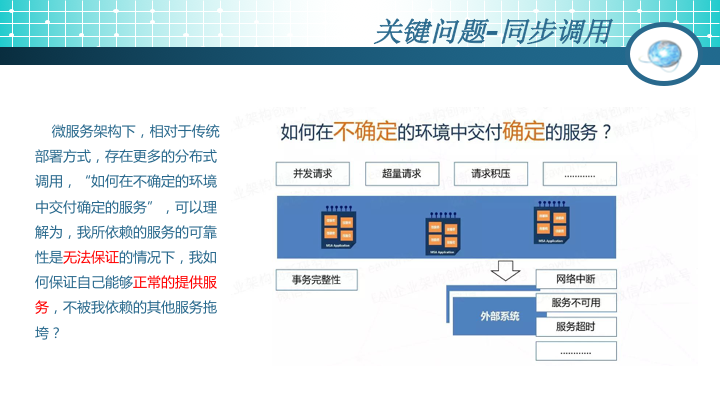 关键问题-同步调用
微服务架构下，相对于传统
部署方式，存在更多的分布式
调用，“如何在不确定的环境
中交付确定的服务”，可以理
解为，我所依赖的服务的可靠
性是无法保证的情况下，我如
何保证自己能够正常的提供服
务，不被我依赖的其他服务拖
垮？
如何在不确定的环境中交付确定的服务？
并发请求
超量请求
请求积压
............
MSA Application
MSA Application
MSA Application
事务完整性
外部系统
网络中断
服务不可用
服务超时
............